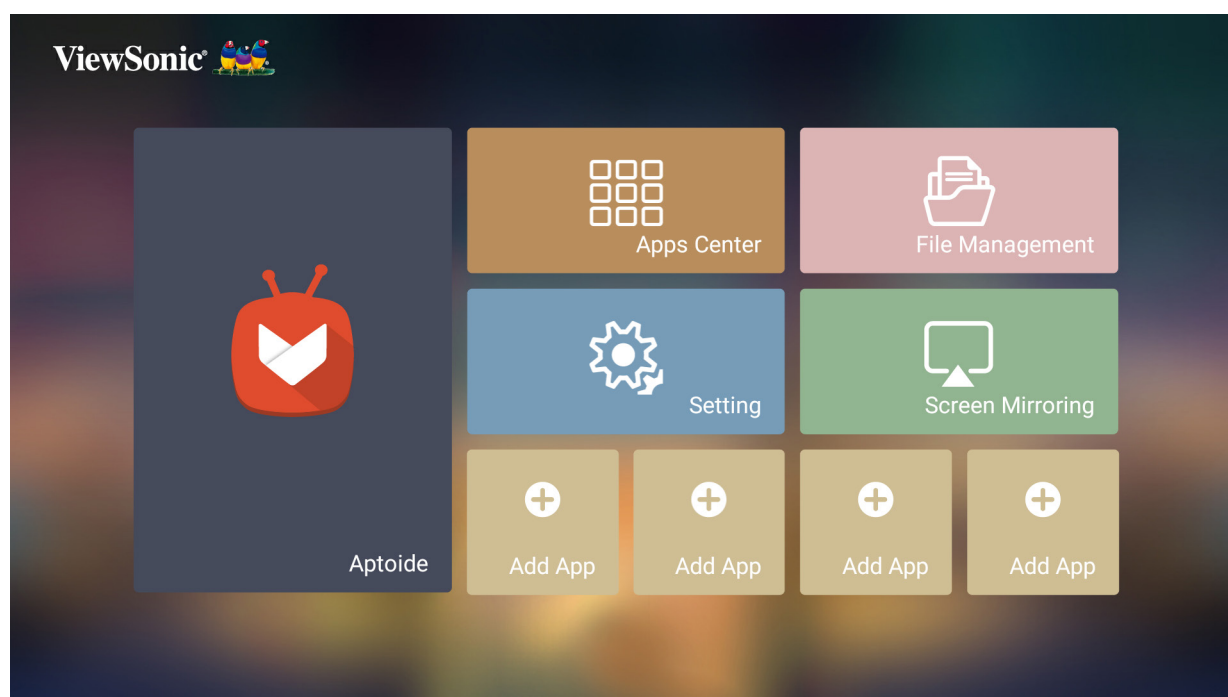 ViewSonic®
Apps Center
File Management
Setting
Screen Mirroring
Aptoide
Add App
Add App
Add App
Add App